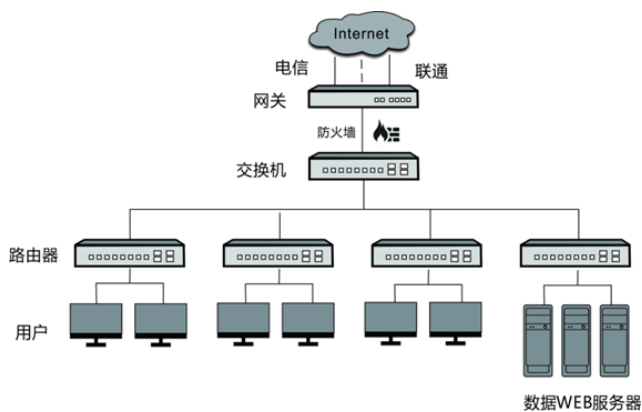 Internet
电信
联通
网关
防火墙
交换机
路由器
用户
数据WEB服务器